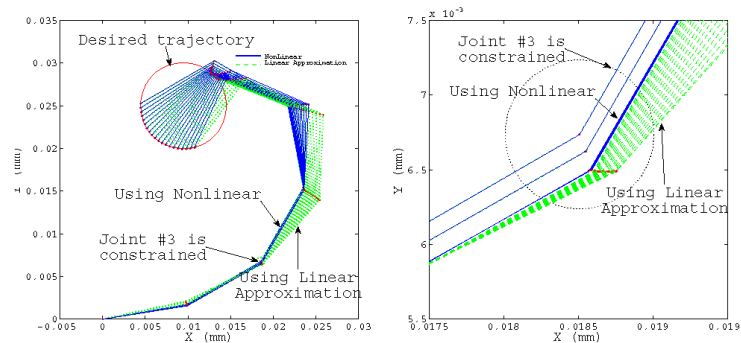 0.035
0.03
0.025
0.02
0.015
0.01
0.005
0
-0.005
0
0.005
0.01
0.015
0.02
0.025
0.03
X (mm)
Desired trajectory
NonLinear
Linear Approximation
Using Nonlinear
Joint #3 is
constrained
Using Linear
Approximation
x 10⁻³
7.5
7
6.5
6
5.5
Y (mm)
0.0175
0.018
0.0185
0.019
0.019
X (mm)
Joint #3 is
constrained
Using Nonlinear
Using Linear
Approximation